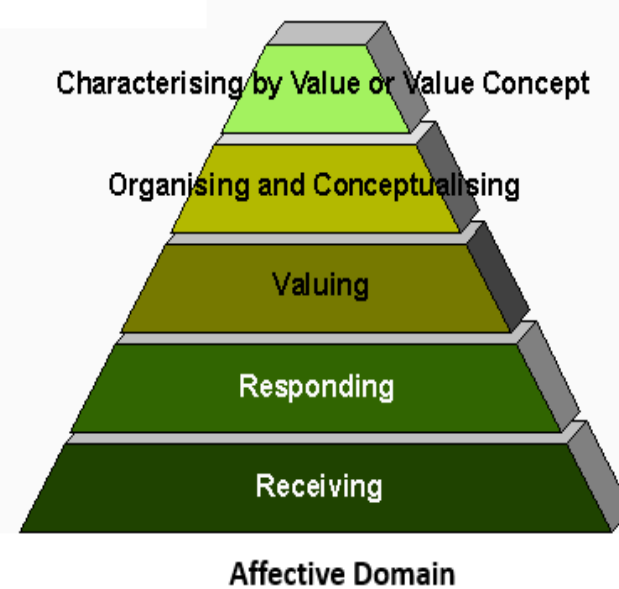 Characterising by Value or Value Concept
Organising and Conceptualising
Valuing
Responding
Receiving
Affective Domain